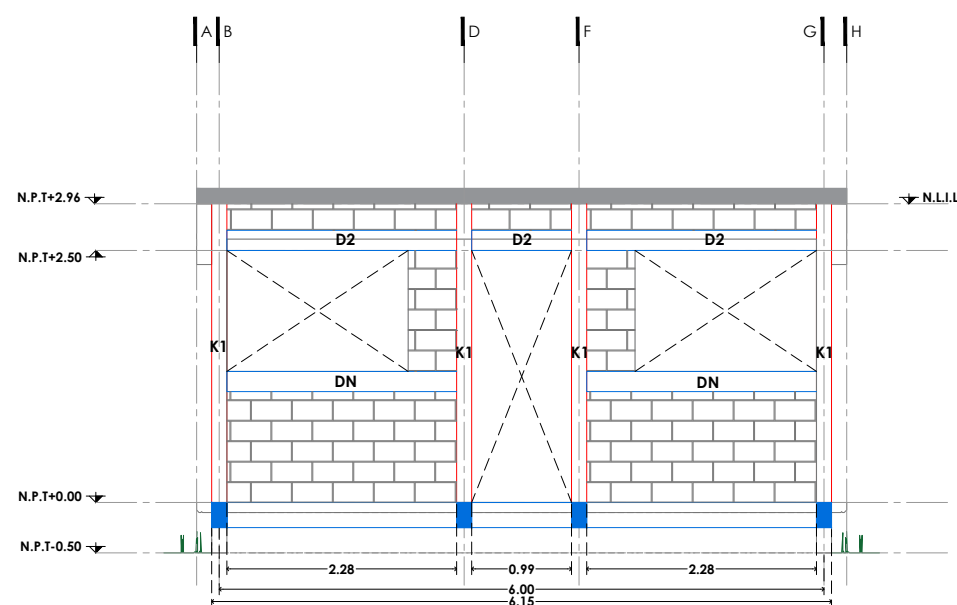 A B D F G H
N.P.T+2.96 N.L.I.L
D2 D2 D2
N.P.T+2.50
K1 K1 K1 K1
DN DN
N.P.T+0.00
N.P.T-0.50
2.28 0.99 2.28
6.00
6.15